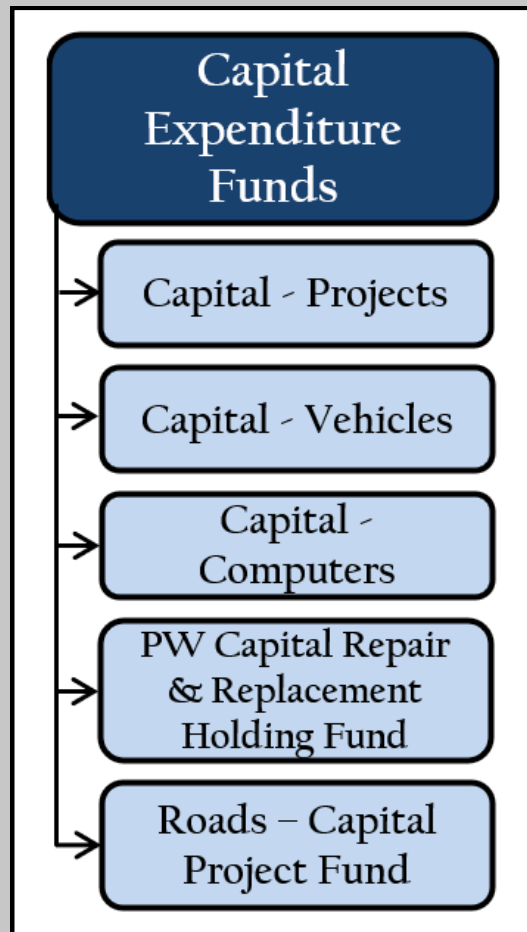 Capital
Expenditure
Funds
Capital - Projects
Capital - Vehicles
Capital -
Computers
PW Capital Repair
& Replacement
Holding Fund
Roads – Capital
Project Fund